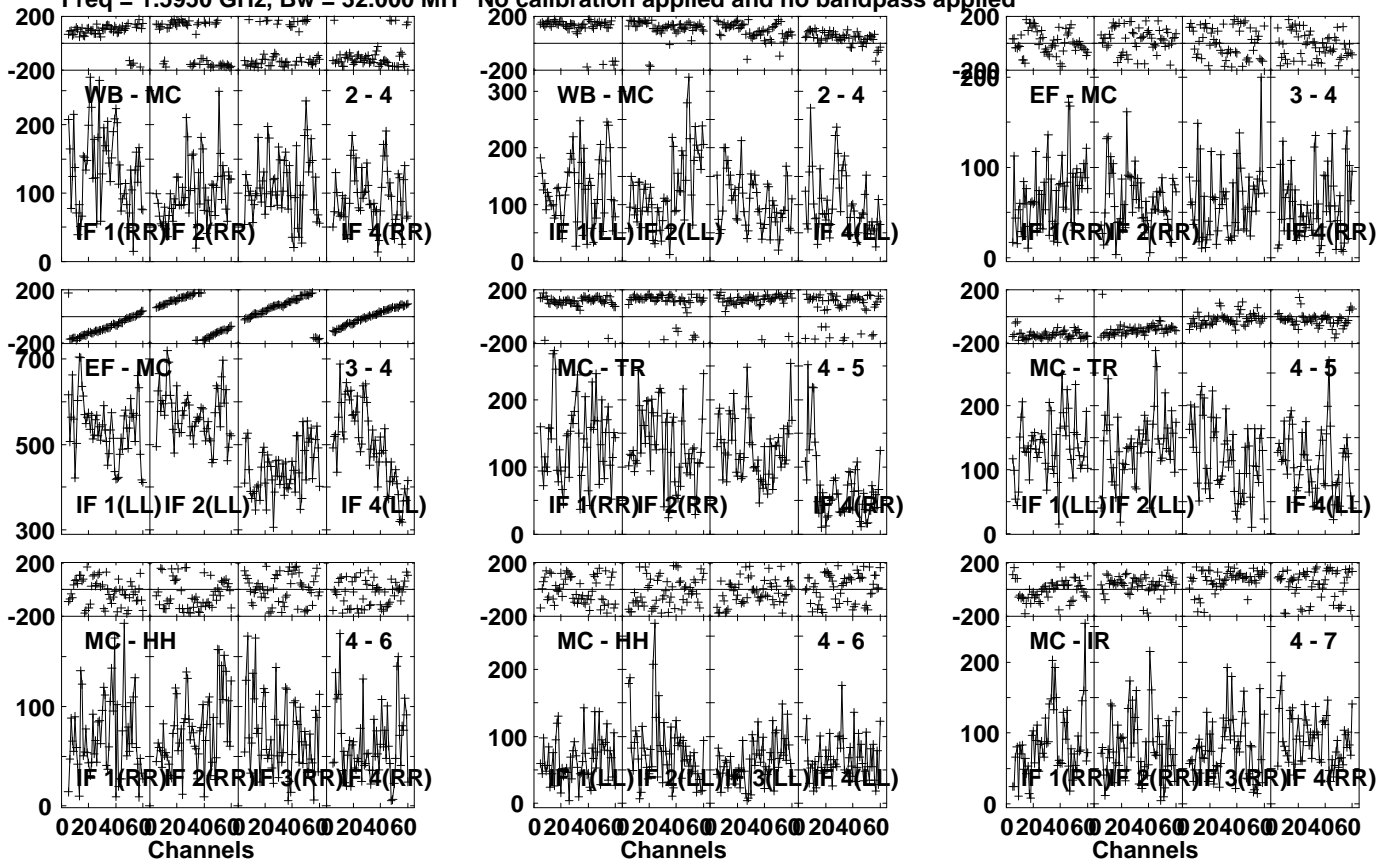 Freq = 1.5950 GHz, Bw = 32.000 MH No calibration applied and no bandpass applied
200
-200
WB - MC 2 - 4
200
100
0
IF 1(RR) IF 2(RR) IF 4(RR)
200
-200
300
WB - MC 2 - 4
200
100
0
IF 1(LL) IF 2(LL) IF 4(LL)
200
-200
200
EF - MC 3 - 4
100
0
IF 1(RR) IF 2(RR) IF 4(RR)
200
-200
700
EF - MC 3 - 4
500
300
IF 1(LL) IF 2(LL) IF 4(LL)
200
-200
MC - TR 4 - 5
200
100
0
IF 1(RR) IF 2(RR) IF 4(RR)
200
-200
MC - TR 4 - 5
200
100
0
IF 1(LL) IF 2(LL) IF 4(LL)
200
-200
MC - HH 4 - 6
100
0
IF 1(RR) IF 2(RR) IF 3(RR) IF 4(RR)
0 20 40 60 0 20 40 60 0 20 40 60 0 20 40 60
Channels
200
-200
MC - HH 4 - 6
200
100
0
IF 1(LL) IF 2(LL) IF 3(LL) IF 4(LL)
0 20 40 60 0 20 40 60 0 20 40 60 0 20 40 60
Channels
200
-200
MC - IR 4 - 7
200
100
0
IF 1(RR) IF 2(RR) IF 3(RR) IF 4(RR)
0 20 40 60 0 20 40 60 0 20 40 60 0 20 40 60
Channels